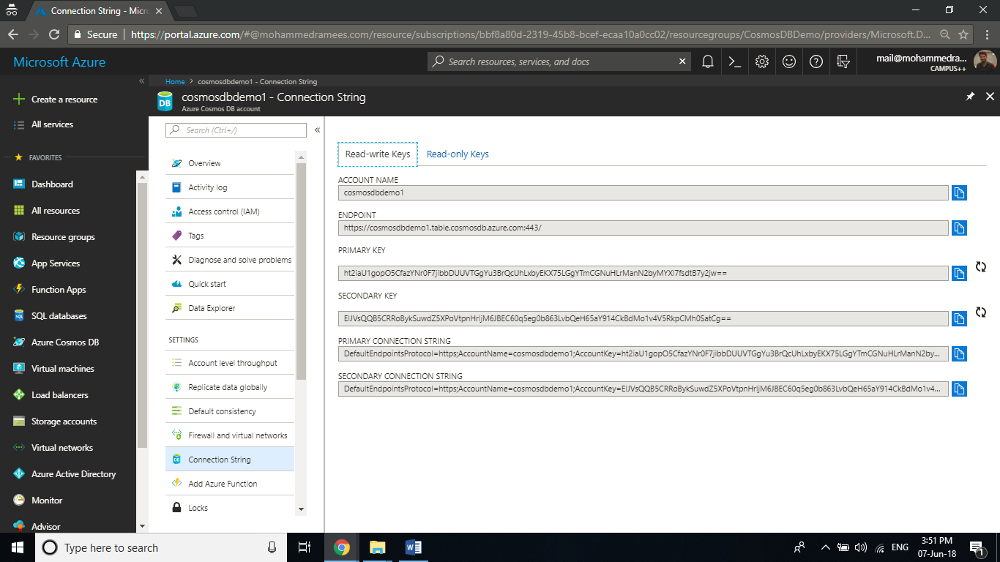 Connection String - Micr
Secure
https://portal.azure.com/#@mohammedramees.com/resource/subscriptions/bbf8a80d-2319-45b8-bcef-ecaa10a0cc02/resourcegroups/CosmosDBDemo/providers/Microsoft.D...
Microsoft Azure
Search resources, services, and docs
mail@mohammedra...
CAMPUS++
Home > cosmosdbdemo1 - Connection String
cosmosdbdemo1 - Connection String
Azure Cosmos DB account
Create a resource
All services
FAVORITES
Dashboard
All resources
Resource groups
App Services
Function Apps
SQL databases
Azure Cosmos DB
Virtual machines
Load balancers
Storage accounts
Virtual networks
Azure Active Directory
Monitor
Advisor
Search (Ctrl+/)
Overview
Activity log
Access control (IAM)
Tags
Diagnose and solve problems
Quick start
Data Explorer
SETTINGS
Account level throughput
Replicate data globally
Default consistency
Firewall and virtual networks
Connection String
Add Azure Function
Locks
Read-write Keys
Read-only Keys
ACCOUNT NAME
cosmosdbdemo1
ENDPOINT
https://cosmosdbdemo1.table.cosmosdb.azure.com:443/
PRIMARY KEY
SECONDARY KEY
PRIMARY CONNECTION STRING
DefaultEndpointsProtocol=https;AccountName=cosmosdbdemo1;AccountKey=
SECONDARY CONNECTION STRING
DefaultEndpointsProtocol=https;AccountName=cosmosdbdemo1;AccountKey=
Type here to search
ENG
3:51 PM
07-Jun-18
1